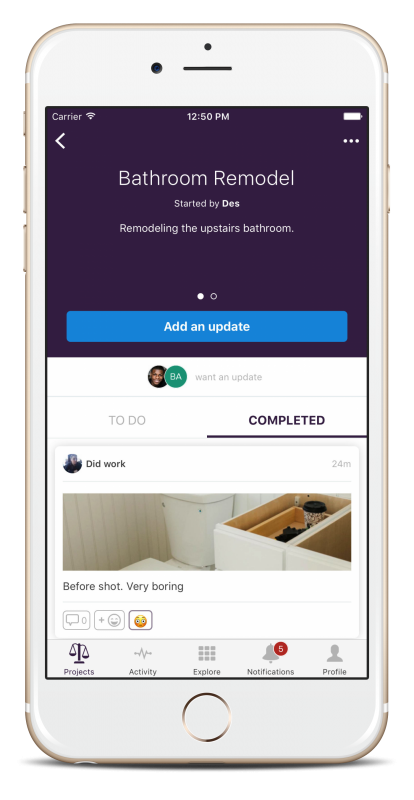 Carrier 12:50 PM
Bathroom Remodel
Started by Des
Remodeling the upstairs bathroom.
Add an update
BA want an update
TO DO COMPLETED
Did work 24m
Before shot. Very boring
0 +
5
Projects Activity Explore Notifications Profile